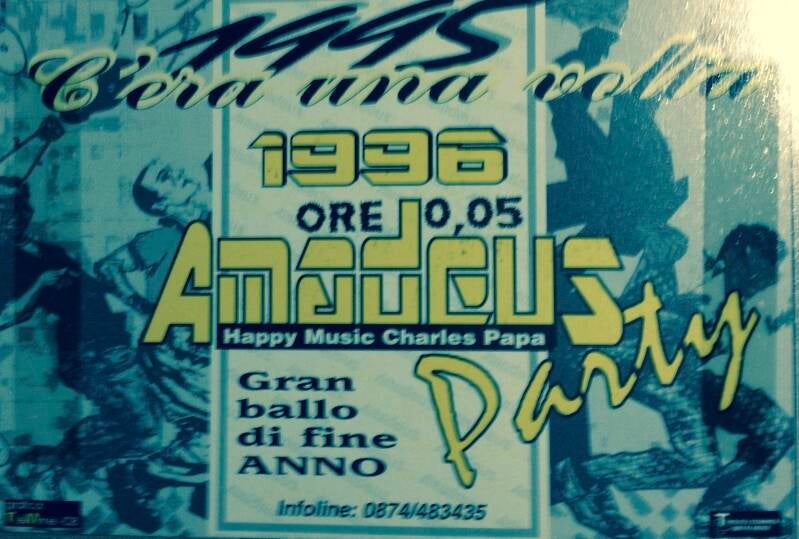 1995
C'era una volta
1996
ORE 0,05
Amadeus
Happy Music Charles Papa
Party
Gran
ballo
di fine
ANNO
Infoline: 0874/483435